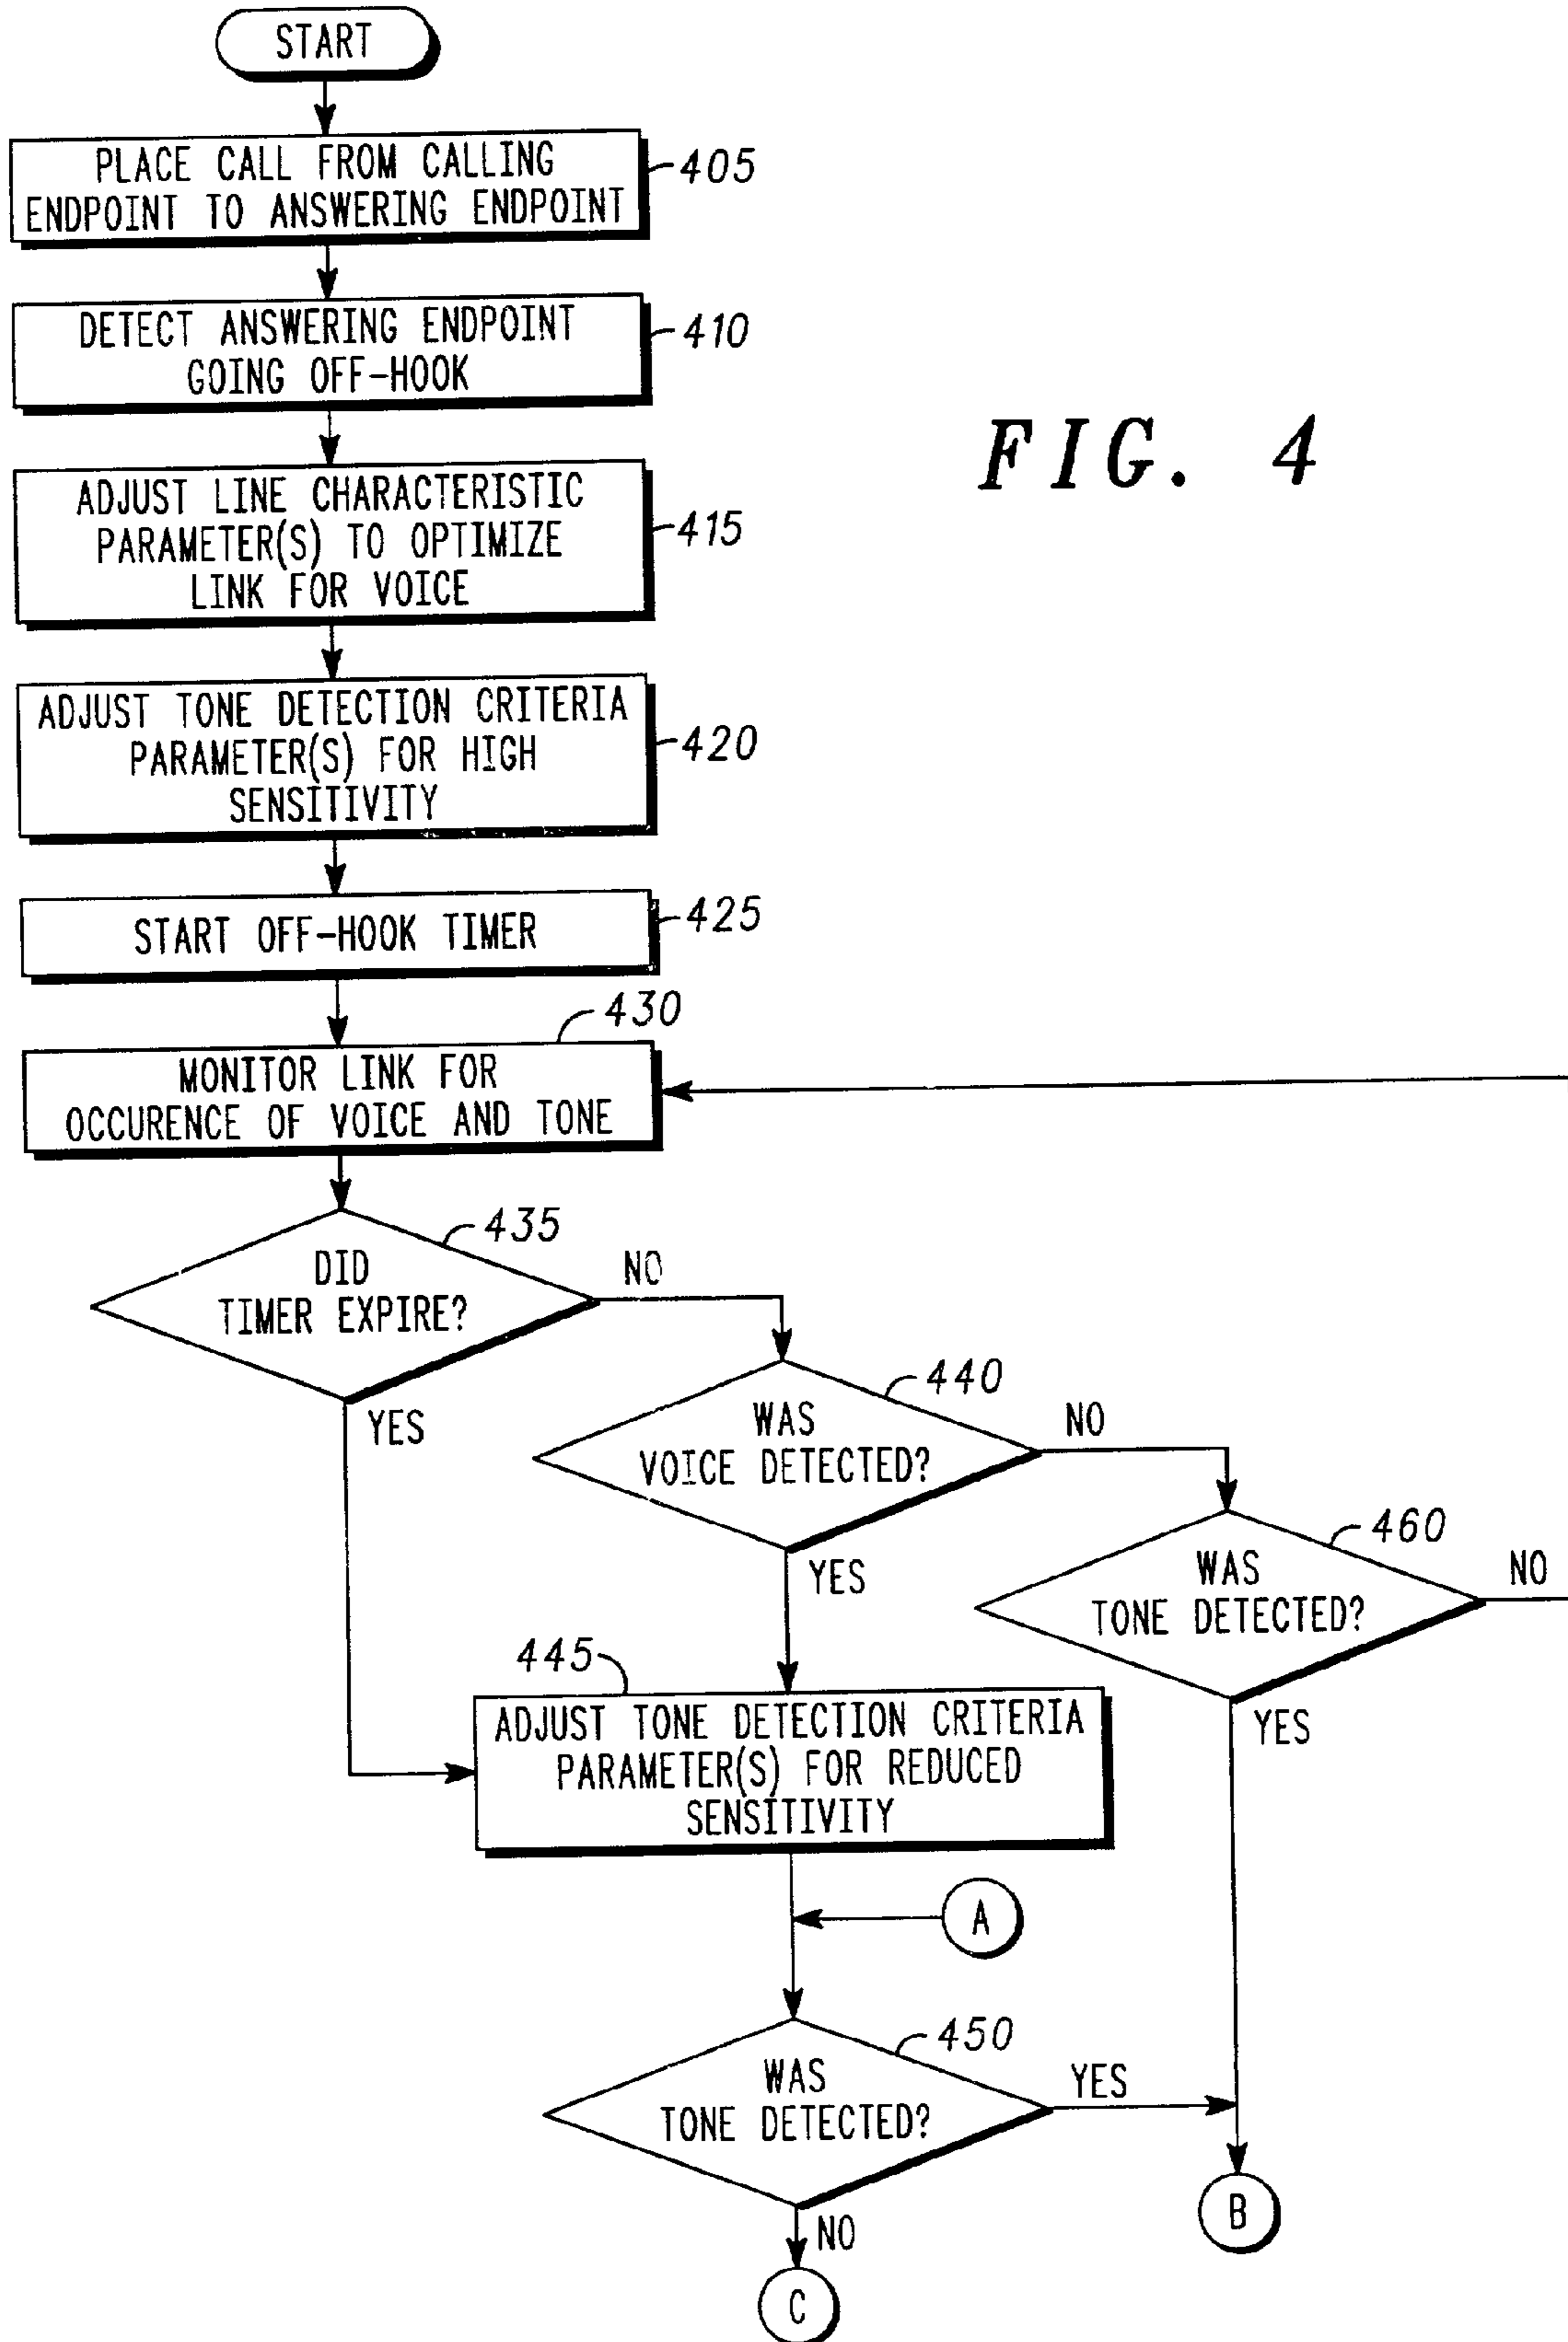 START
PLACE CALL FROM CALLING
ENDPOINT TO ANSWERING ENDPOINT
405
DETECT ANSWERING ENDPOINT
GOING OFF-HOOK
410
FIG. 4
ADJUST LINE CHARACTERISTIC
PARAMETER(S) TO OPTIMIZE
LINK FOR VOICE
415
ADJUST TONE DETECTION CRITERIA
PARAMETER(S) FOR HIGH
SENSITIVITY
420
START OFF-HOOK TIMER
425
430
MONITOR LINK FOR
OCCURENCE OF VOICE AND TONE
435
DID
TIMER EXPIRE?
NO
YES
440
WAS
VOICE DETECTED?
NO
YES
460
WAS
TONE DETECTED?
NO
YES
445
ADJUST TONE DETECTION CRITERIA
PARAMETER(S) FOR REDUCED
SENSITIVITY
A
450
WAS
TONE DETECTED?
YES
NO
B
C